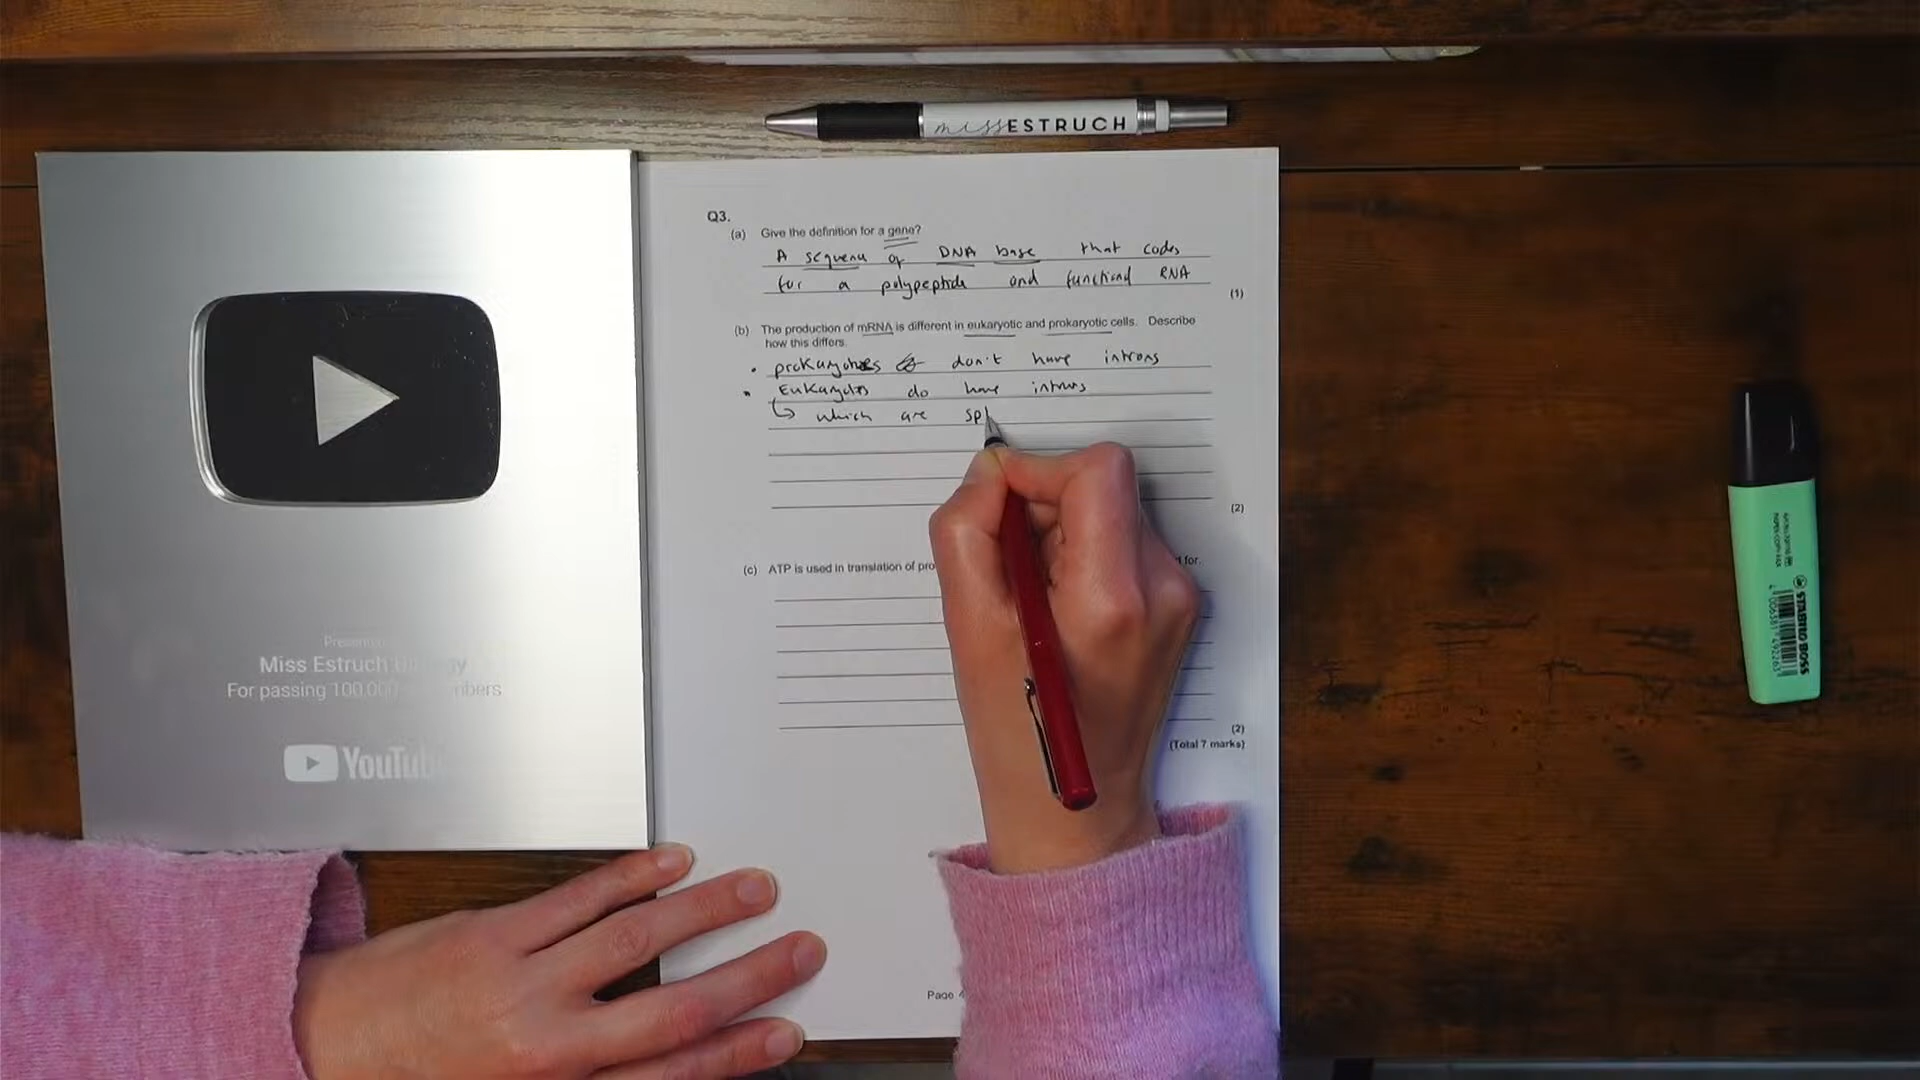 miss ESTRUCH
Q3.
(a) Give the definition for a gene?
A sequence of DNA base that codes
for a polypeptide and functional RNA
(1)
(b) The production of mRNA is different in eukaryotic and prokaryotic cells. Describe
how this differs.
• prokaryotes don't have introns
• Eukaryotes do have introns
↳ which are spl
(2)
(c) ATP is used in translation of pro for.
(2)
(Total 7 marks)
Page 4
Miss Estruch
For passing 100,000
YouTube
STABILO BOSS